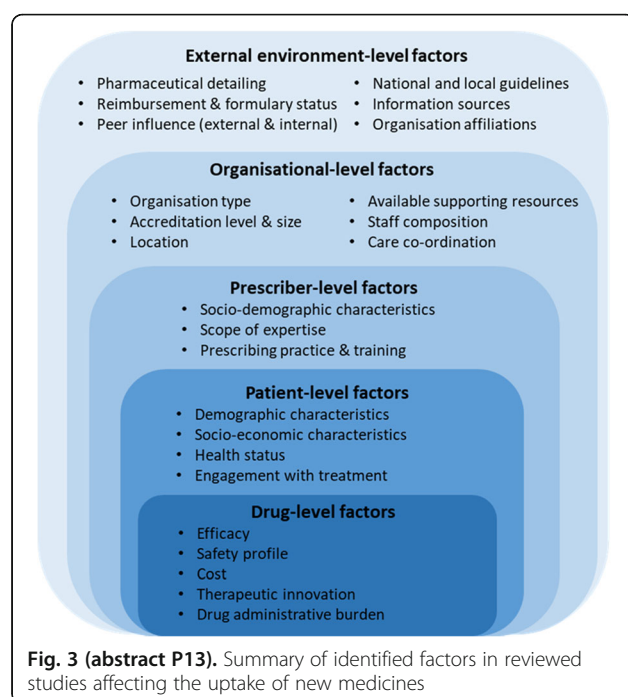 External environment-level factors
• Pharmaceutical detailing
• Reimbursement & formulary status
• Peer influence (external & internal)
• National and local guidelines
• Information sources
• Organisation affiliations
Organisational-level factors
• Organisation type
• Accreditation level & size
• Location
• Available supporting resources
• Staff composition
• Care co-ordination
Prescriber-level factors
• Socio-demographic characteristics
• Scope of expertise
• Prescribing practice & training
Patient-level factors
• Demographic characteristics
• Socio-economic characteristics
• Health status
• Engagement with treatment
Drug-level factors
• Efficacy
• Safety profile
• Cost
• Therapeutic innovation
• Drug administrative burden
Fig. 3 (abstract P13). Summary of identified factors in reviewed
studies affecting the uptake of new medicines